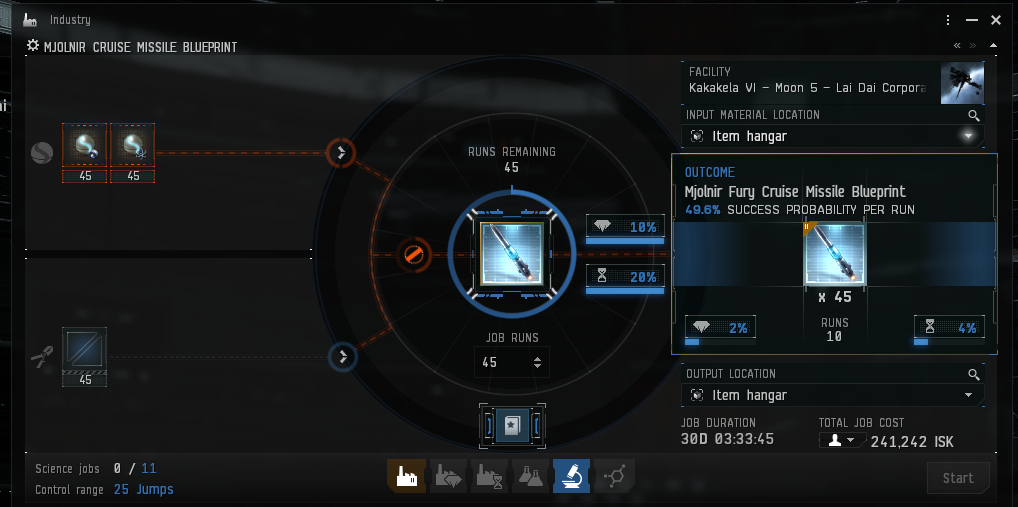 Industry
MJOLNIR CRUISE MISSILE BLUEPRINT
45
45
45
RUNS REMAINING
45
10%
20%
JOB RUNS
45
FACILITY
Kakakela VI - Moon 5 - Lai Dai Corpora
INPUT MATERIAL LOCATION
Item hangar
OUTCOME
Mjolnir Fury Cruise Missile Blueprint
49.6% SUCCESS PROBABILITY PER RUN
II
x 45
2%
RUNS
10
4%
OUTPUT LOCATION
Item hangar
JOB DURATION
30D 03:33:45
TOTAL JOB COST
241,242 ISK
Science jobs 0 / 11
Control range 25 Jumps
Start